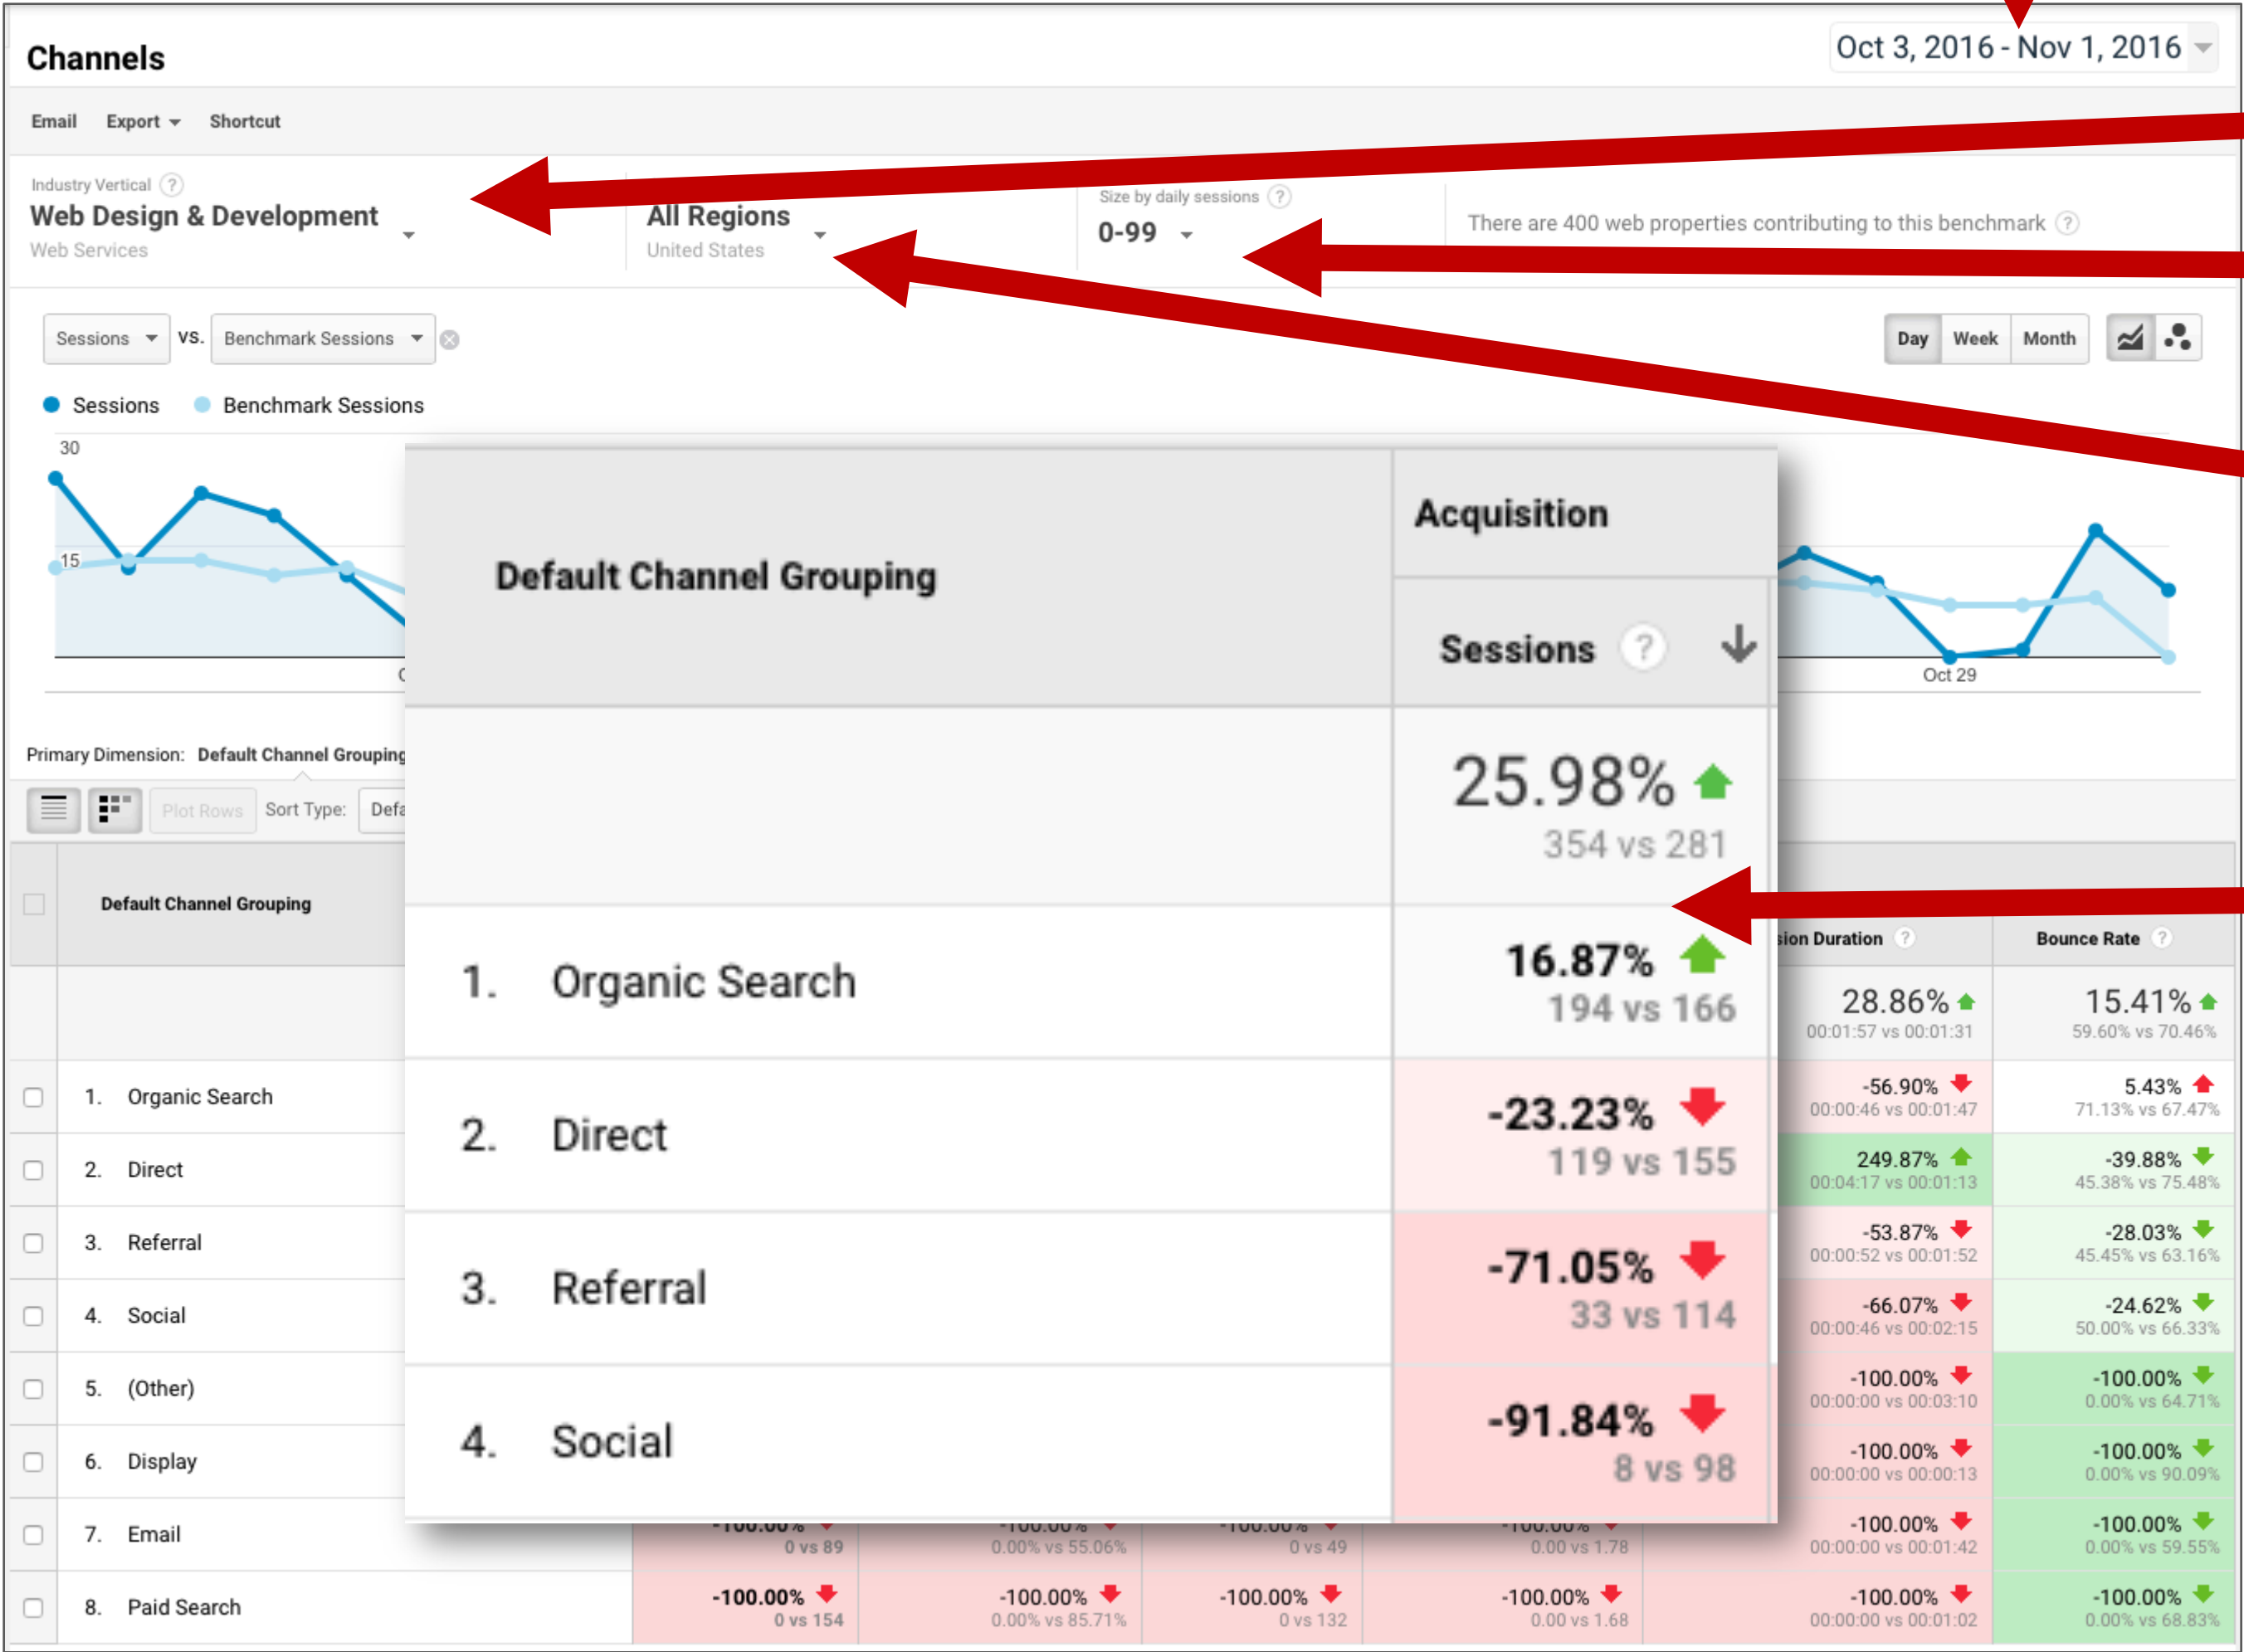 Channels
Oct 3, 2016 - Nov 1, 2016
Email Export Shortcut
Industry Vertical ?
Web Design & Development
Web Services
All Regions
United States
Size by daily sessions ?
0-99
There are 400 web properties contributing to this benchmark ?
Sessions VS. Benchmark Sessions
Day Week Month
Sessions Benchmark Sessions
30
15
Oct 29
Primary Dimension: Default Channel Grouping
Plot Rows Sort Type:
Default Channel Grouping
Acquisition
Sessions ?
25.98%
354 vs 281
1. Organic Search
16.87%
194 vs 166
2. Direct
-23.23%
119 vs 155
3. Referral
-71.05%
33 vs 114
4. Social
-91.84%
8 vs 98
Default Channel Grouping
Duration ? Bounce Rate ?
28.86% 15.41%
00:01:57 vs 00:01:31 59.60% vs 70.46%
1. Organic Search -56.90% 5.43%
00:00:46 vs 00:01:47 71.13% vs 67.47%
2. Direct 249.87% -39.88%
00:04:17 vs 00:01:13 45.38% vs 75.48%
3. Referral -53.87% -28.03%
00:00:52 vs 00:01:52 45.45% vs 63.16%
4. Social -66.07% -24.62%
00:00:46 vs 00:02:15 50.00% vs 66.33%
5. (Other) -100.00% -100.00%
00:00:00 vs 00:03:10 0.00% vs 64.71%
6. Display -100.00% -100.00%
00:00:00 vs 00:00:13 0.00% vs 90.09%
7. Email -100.00% -100.00% -100.00% -100.00% -100.00% -100.00%
0 vs 89 0.00% vs 55.06% 0 vs 49 0.00 vs 1.78 00:00:00 vs 00:01:42 0.00% vs 59.55%
8. Paid Search -100.00% -100.00% -100.00% -100.00% -100.00% -100.00%
0 vs 154 0.00% vs 85.71% 0 vs 132 0.00 vs 1.68 00:00:00 vs 00:01:02 0.00% vs 68.83%